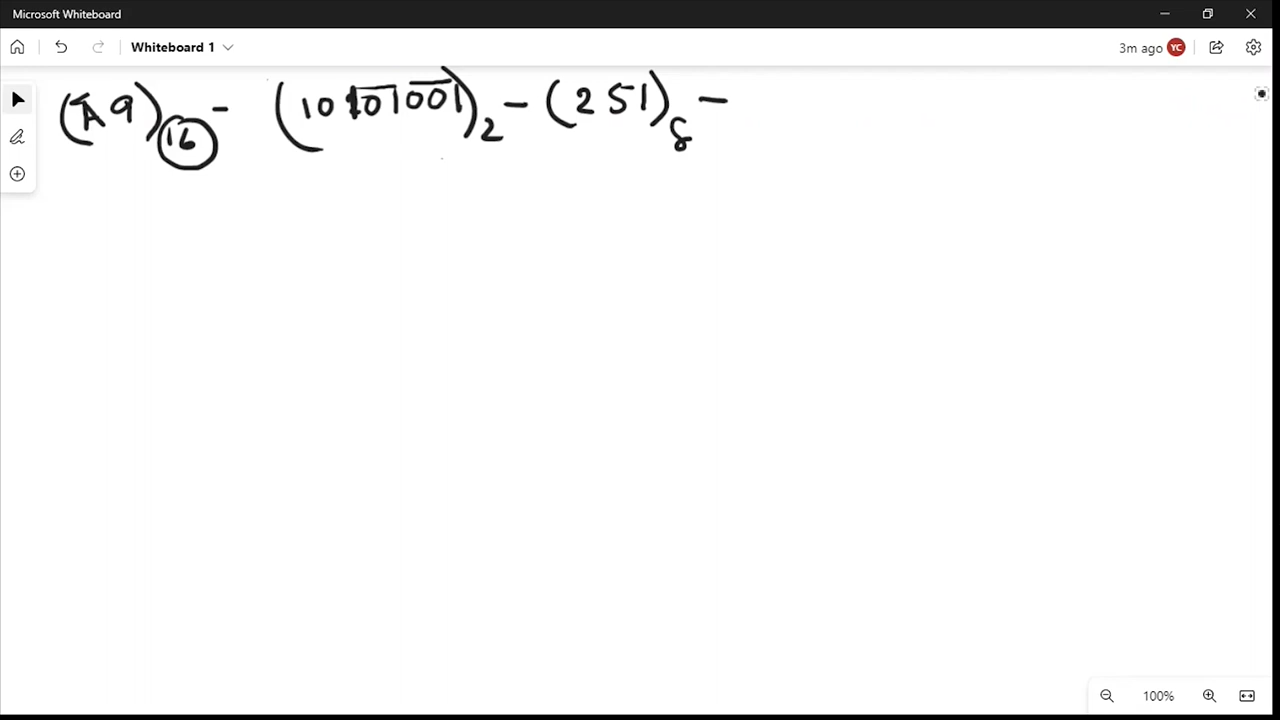 Microsoft Whiteboard
Whiteboard 1
3m ago YC
(A9)16 - (10101001)2 - (251)8 -
100%